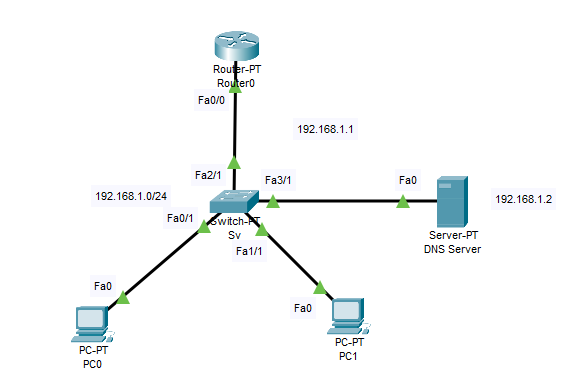 Router-PT
Router0
Fa0/0
192.168.1.1
Fa2/1
Fa3/1
Fa0
192.168.1.0/24
192.168.1.2
Switch-PT
Sv
Fa0/1
Fa1/1
Server-PT
DNS Server
Fa0
Fa0
PC-PT
PC0
PC-PT
PC1